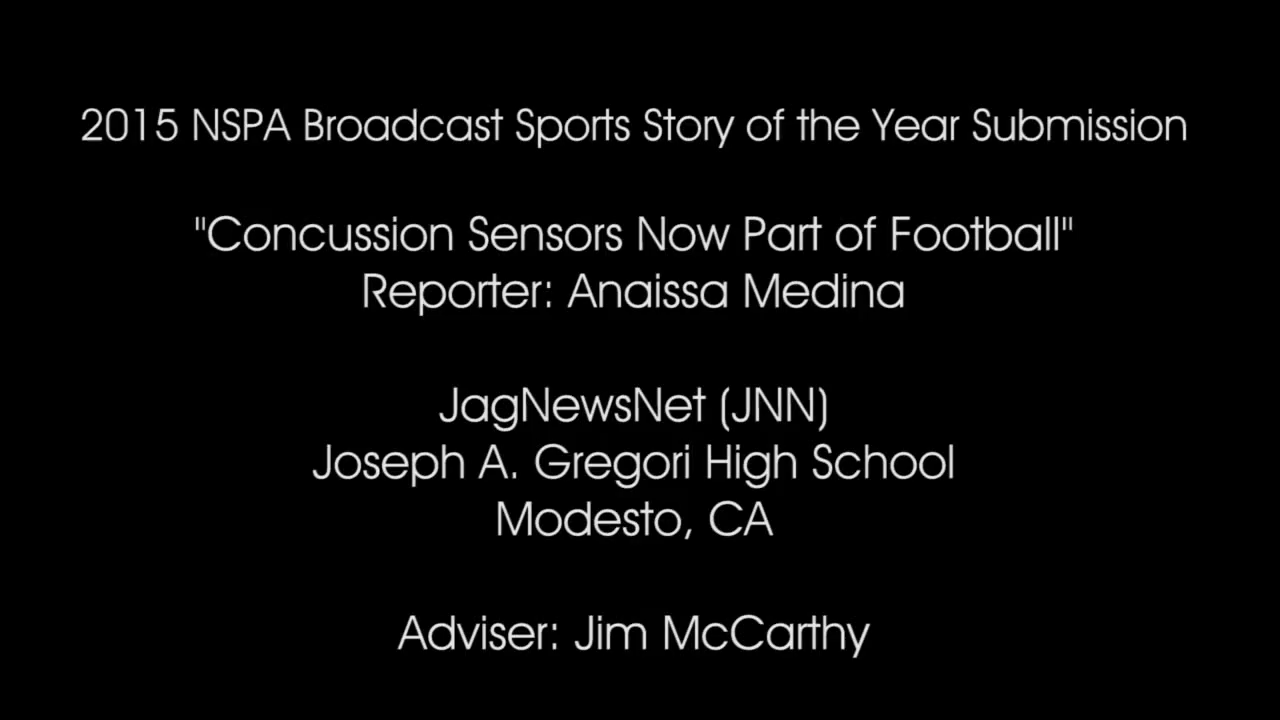 2015 NSPA Broadcast Sports Story of the Year Submission
"Concussion Sensors Now Part of Football"
Reporter: Anaissa Medina
JagNewsNet (JNN)
Joseph A. Gregori High School
Modesto, CA
Adviser: Jim McCarthy